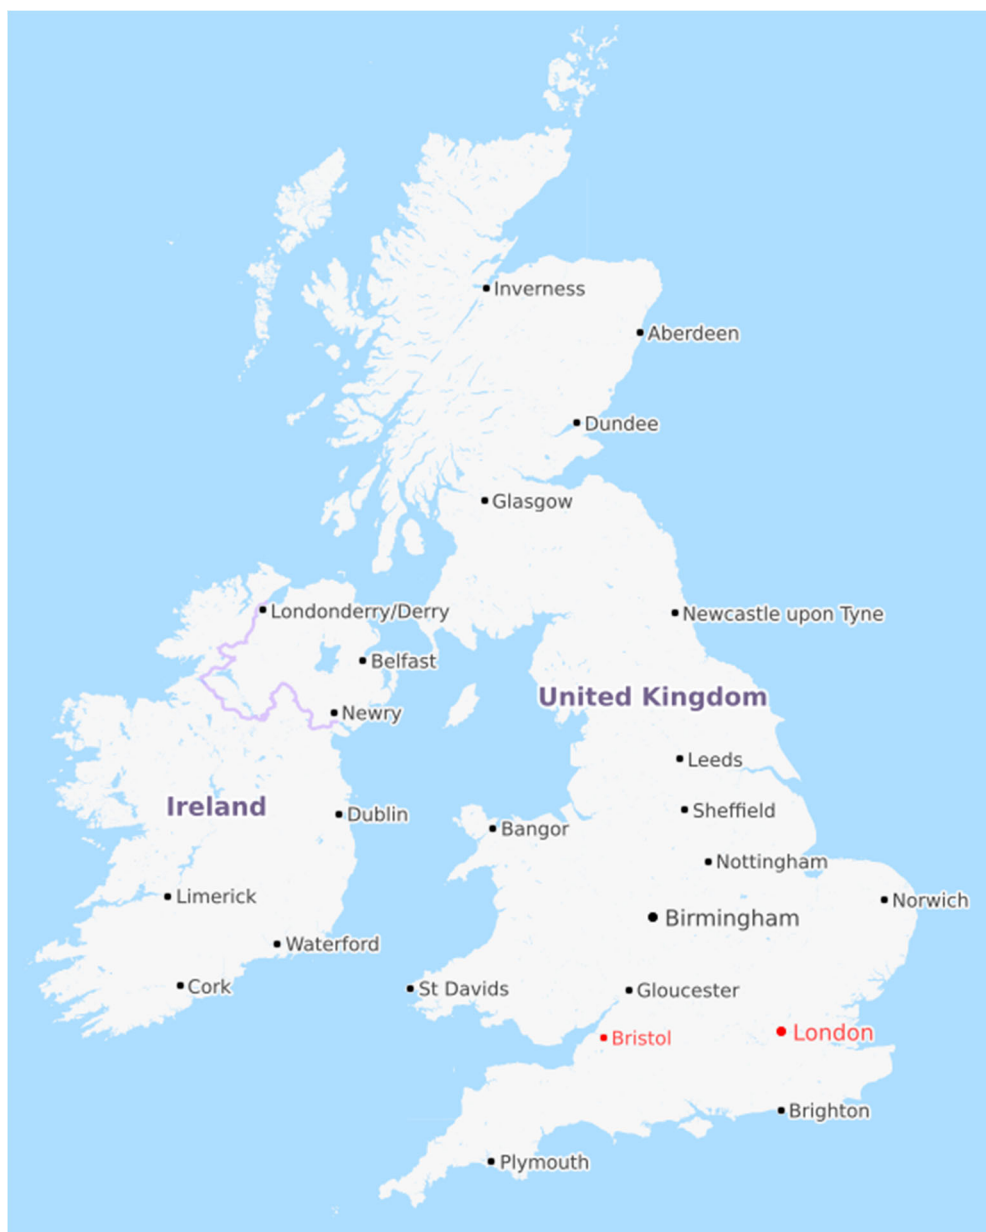 Inverness
Aberdeen
Dundee
Glasgow
Londonderry/Derry
Newcastle upon Tyne
Belfast
United Kingdom
Newry
Leeds
Ireland
Sheffield
Dublin
Bangor
Nottingham
Limerick
Norwich
Birmingham
Waterford
Cork
St Davids
Gloucester
London
Bristol
Brighton
Plymouth